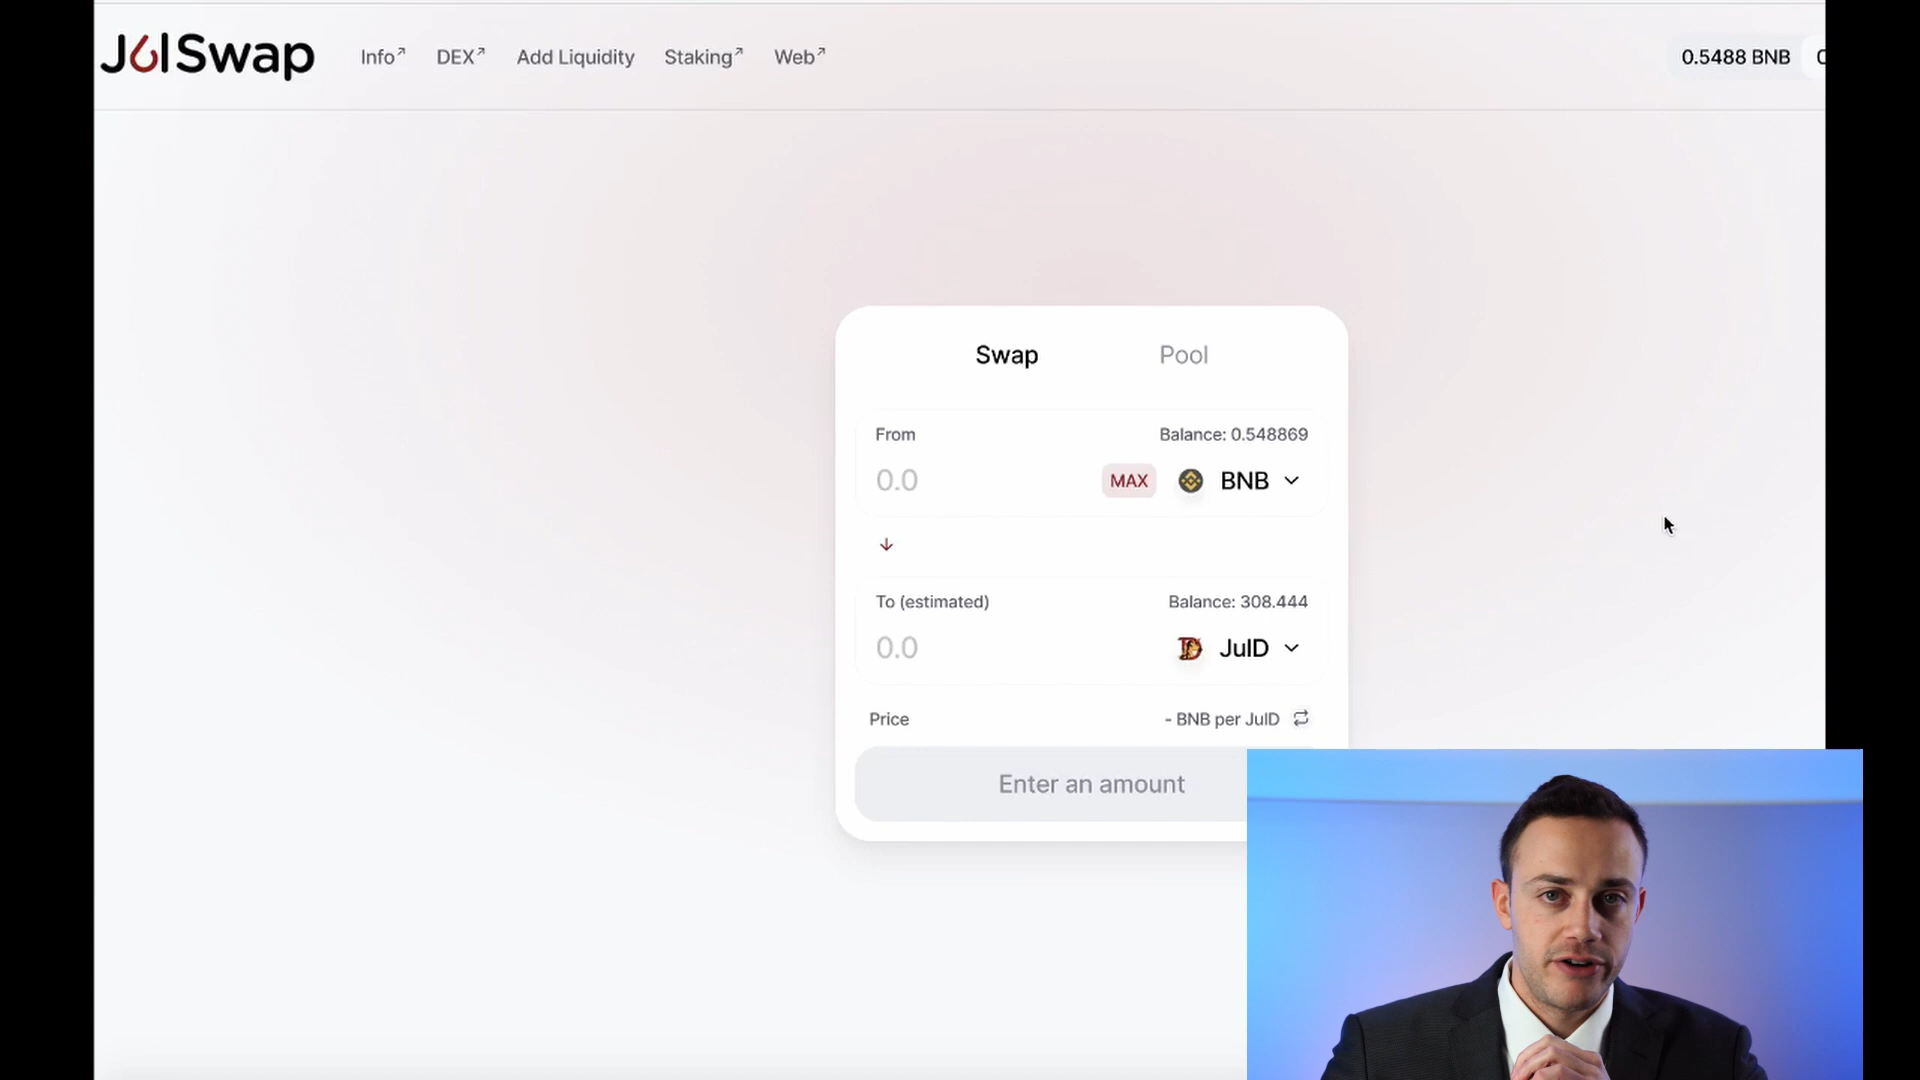 JulSwap
Info↗ DEX↗ Add Liquidity Staking↗ Web↗
0.5488 BNB
Swap Pool
From Balance: 0.548869
0.0 MAX BNB
To (estimated) Balance: 308.444
0.0 JulD
Price - BNB per JulD
Enter an amount